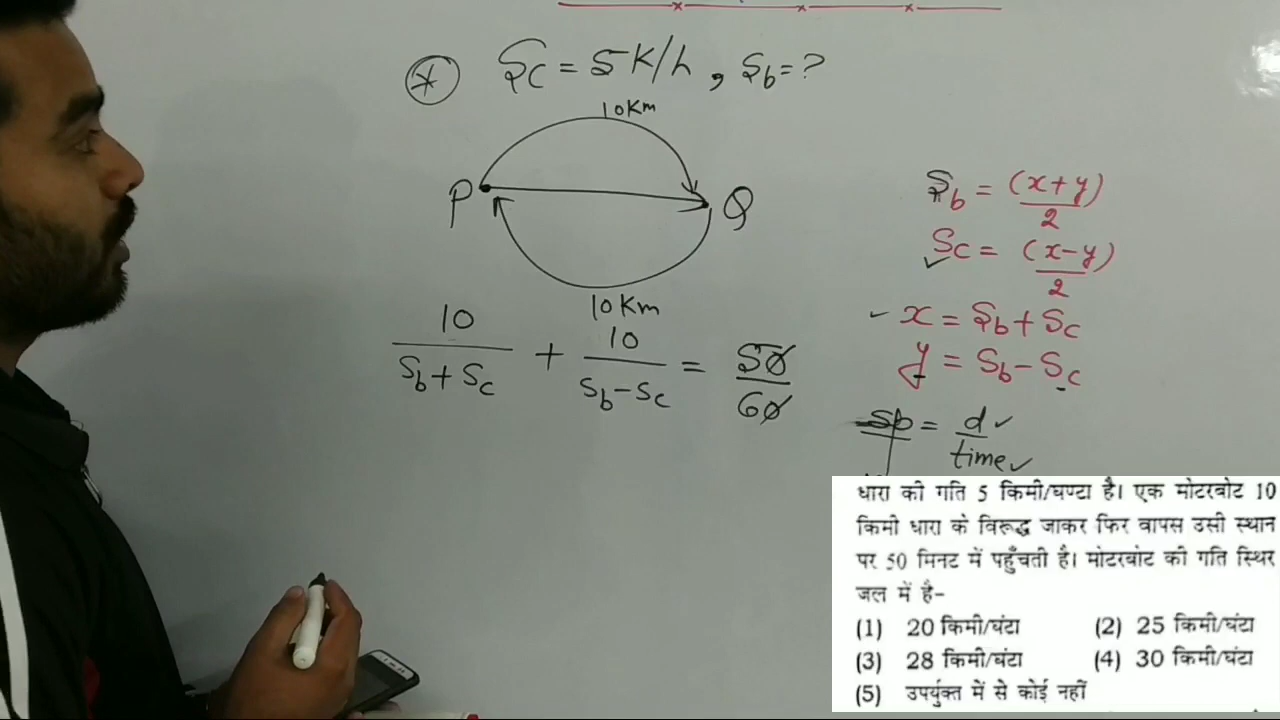 * Sc = 5K/h , Sb = ?
10Km
P
Q
10Km
10/(Sb+Sc) + 10/(Sb-Sc) = 50/60
Sb = (x+y)/2
Sc = (x-y)/2
x = Sb+Sc
y = Sb-Sc
Sb = d/time
धारा की गति 5 किमी/घण्टा है। एक मोटरबोट 10
किमी धारा के विरूद्ध जाकर फिर वापस उसी स्थान
पर 50 मिनट में पहुँचती है। मोटरबोट की गति स्थिर
जल में है-
(1) 20 किमी/घंटा (2) 25 किमी/घंटा
(3) 28 किमी/घंटा (4) 30 किमी/घंटा
(5) उपर्युक्त में से कोई नहीं